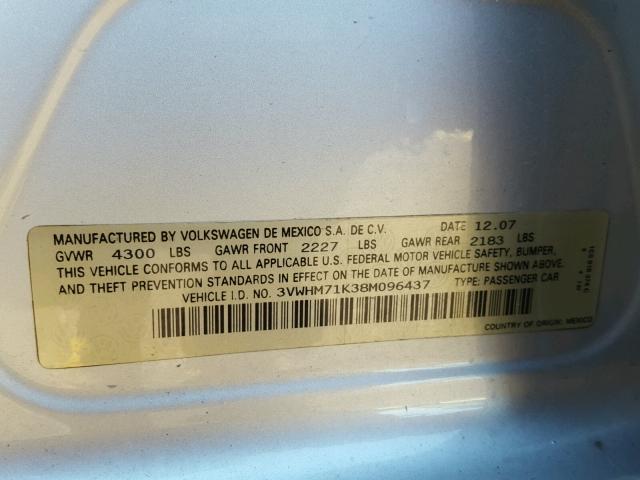 MANUFACTURED BY VOLKSWAGEN DE MEXICO S.A. DE C.V. DATE 12.07
GVWR 4300 LBS GAWR FRONT 2227 LBS GAWR REAR 2183 LBS
THIS VEHICLE CONFORMS TO ALL APPLICABLE U.S. FEDERAL MOTOR VEHICLE SAFETY, BUMPER,
AND THEFT PREVENTION STANDARDS IN EFFECT ON THE DATE OF MANUFACTURE SHOWN ABOVE.
VEHICLE I.D. NO. 3VWHM71K38M096437 TYPE: PASSENGER CAR
COUNTRY OF ORIGIN: MEXICO